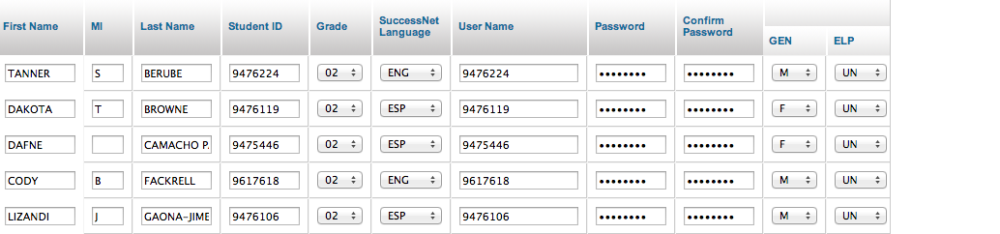 First Name MI Last Name Student ID Grade SuccessNet Language User Name Password Confirm Password GEN ELP
TANNER S BERUBE 9476224 02 ENG 9476224 •••••••• •••••••• M UN
DAKOTA T BROWNE 9476119 02 ESP 9476119 •••••••• •••••••• F UN
DAFNE CAMACHO P. 9475446 02 ESP 9475446 •••••••• •••••••• F UN
CODY B FACKRELL 9617618 02 ENG 9617618 •••••••• •••••••• M UN
LIZANDI J GAONA-JIME 9476106 02 ESP 9476106 •••••••• •••••••• M UN